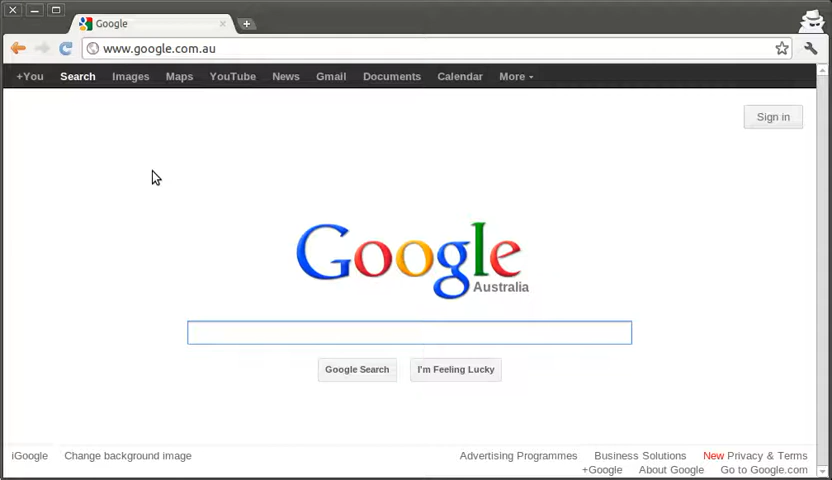 Google
www.google.com.au
+You Search Images Maps YouTube News Gmail Documents Calendar More
Sign in
Google
Australia
Google Search I'm Feeling Lucky
iGoogle Change background image Advertising Programmes Business Solutions New Privacy & Terms
+Google About Google Go to Google.com